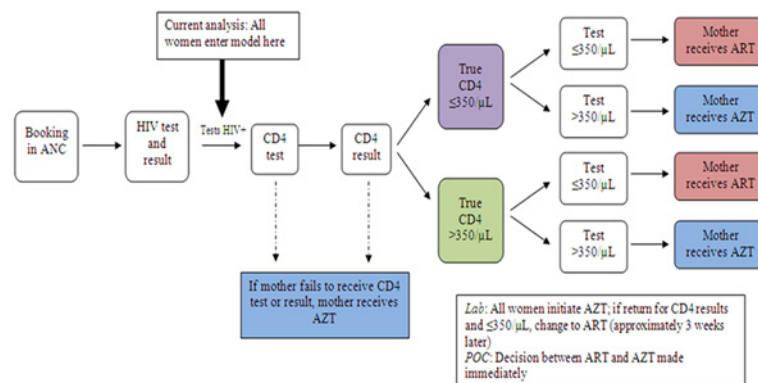 Current analysis: All
women enter model here
Booking
in ANC
HIV test
and
result
Tests HIV+
CD4
test
CD4
result
If mother fails to receive CD4
test or result, mother receives
AZT
True
CD4
≤350/µL
True
CD4
>350/µL
Test
≤350/µL
Mother
receives ART
Test
>350/µL
Mother
receives AZT
Test
≤350/µL
Mother
receives ART
Test
>350/µL
Mother
receives AZT
Lab: All women initiate AZT; if return for CD4 results
and ≤350/µL, change to ART (approximately 3 weeks
later)
POC: Decision between ART and AZT made
immediately